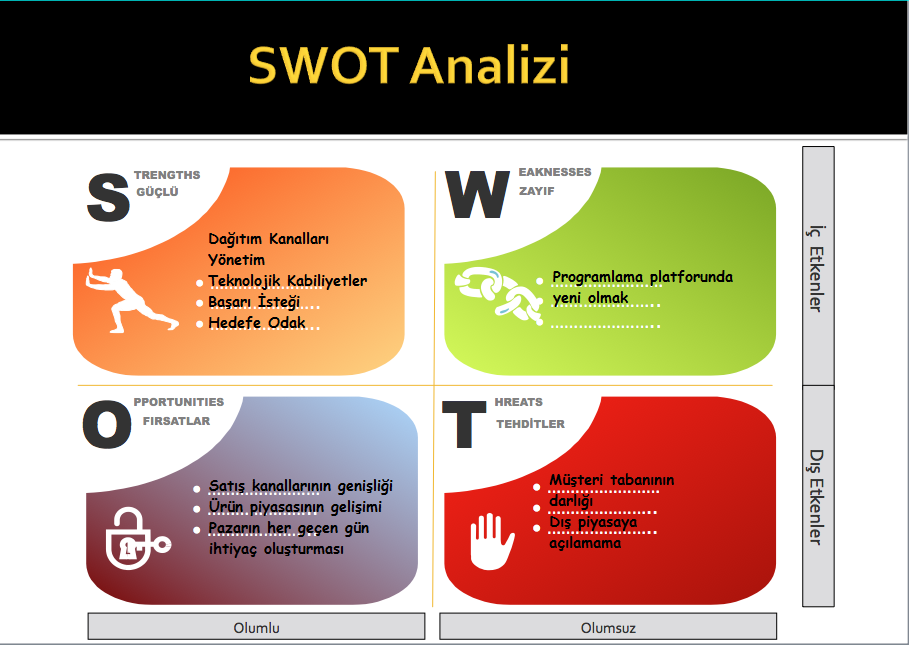 SWOT Analizi
S TRENGTHS
GÜÇLÜ
Dağıtım Kanalları
Yönetim
Teknolojik Kabiliyetler
Başarı İsteği
Hedefe Odak
W EAKNESSES
ZAYIF
Programlama platforunda
yeni olmak
İç Etkenler
O PPORTUNITIES
FIRSATLAR
Satış kanallarının genişliği
Ürün piyasasının gelişimi
Pazarın her geçen gün
ihtiyaç oluşturması
T HREATS
TEHDİTLER
Müşteri tabanının
darlığı
Dış piyasaya
açılamama
Dış Etkenler
Olumlu
Olumsuz